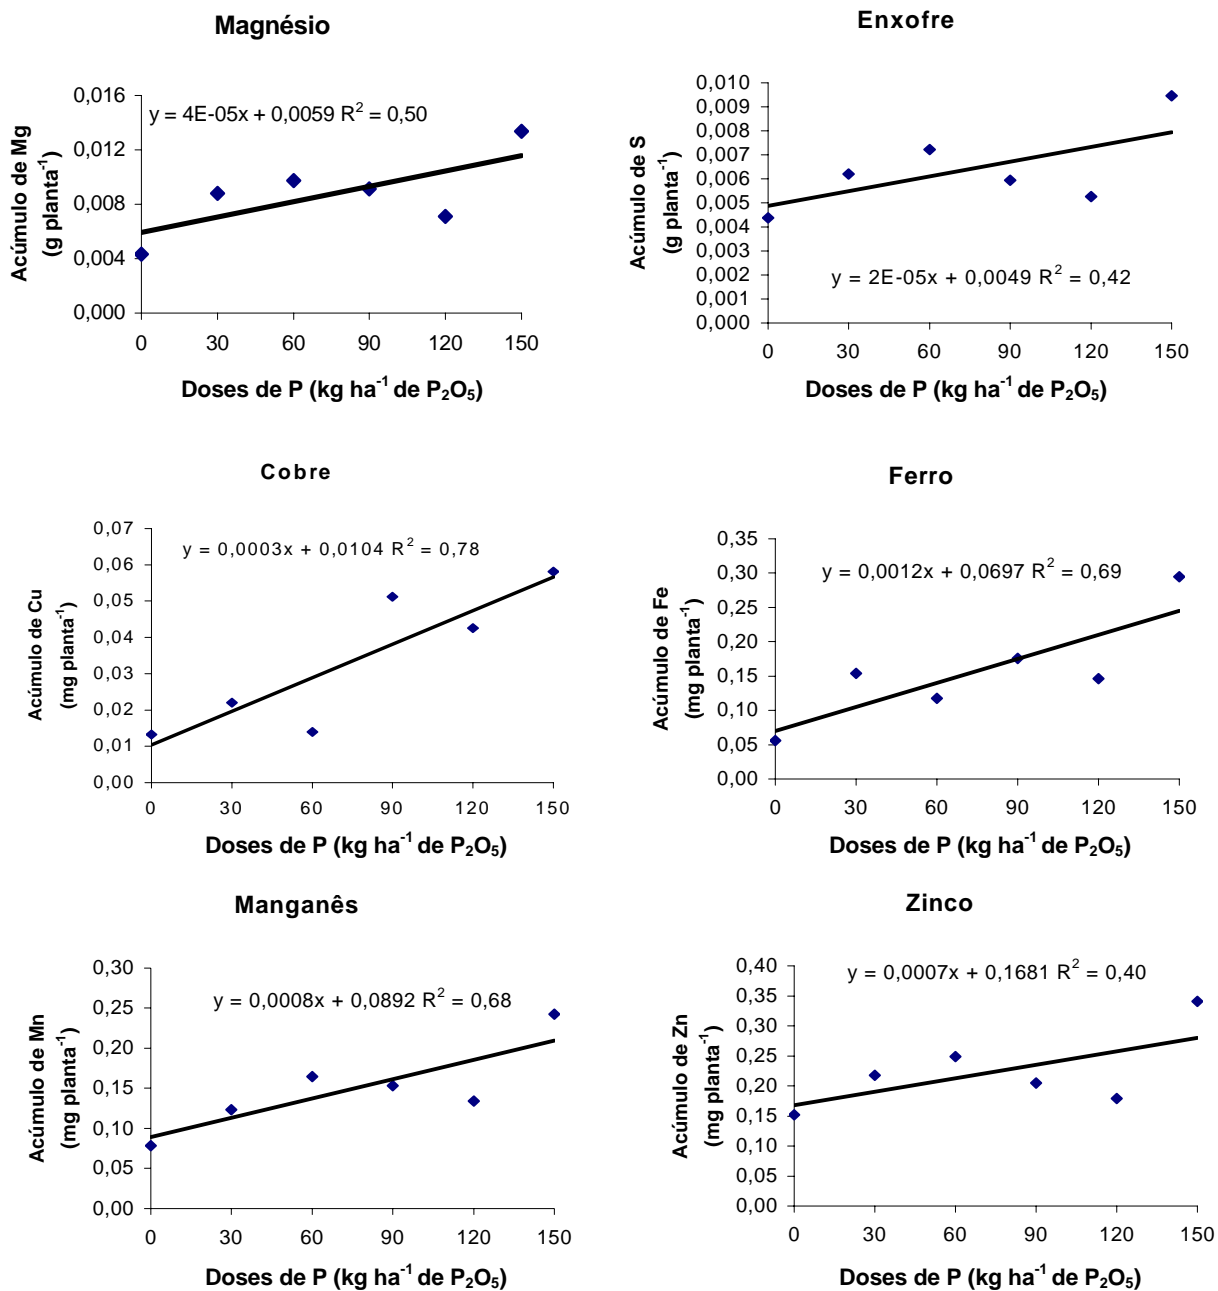 Magnésio
y = 4E-05x + 0,0059 R² = 0,50
Acúmulo de Mg
(g planta⁻¹)
0,016
0,012
0,008
0,004
0,000
0 30 60 90 120 150
Doses de P (kg ha⁻¹ de P₂O₅)
Enxofre
Acúmulo de S
(g planta⁻¹)
0,010
0,009
0,008
0,007
0,006
0,005
0,004
0,003
0,002
0,001
0,000
y = 2E-05x + 0,0049 R² = 0,42
0 30 60 90 120 150
Doses de P (kg ha⁻¹ de P₂O₅)
Cobre
y = 0,0003x + 0,0104 R² = 0,78
Acúmulo de Cu
(mg planta⁻¹)
0,07
0,06
0,05
0,04
0,03
0,02
0,01
0,00
0 30 60 90 120 150
Doses de P (kg ha⁻¹ de P₂O₅)
Ferro
y = 0,0012x + 0,0697 R² = 0,69
Acúmulo de Fe
(mg planta⁻¹)
0,35
0,30
0,25
0,20
0,15
0,10
0,05
0,00
0 30 60 90 120 150
Doses de P (kg ha⁻¹ de P₂O₅)
Manganês
y = 0,0008x + 0,0892 R² = 0,68
Acúmulo de Mn
(mg planta⁻¹)
0,30
0,25
0,20
0,15
0,10
0,05
0,00
0 30 60 90 120 150
Doses de P (kg ha⁻¹ de P₂O₅)
Zinco
y = 0,0007x + 0,1681 R² = 0,40
Acúmulo de Zn
(mg planta⁻¹)
0,40
0,35
0,30
0,25
0,20
0,15
0,10
0,05
0,00
0 30 60 90 120 150
Doses de P (kg ha⁻¹ de P₂O₅)